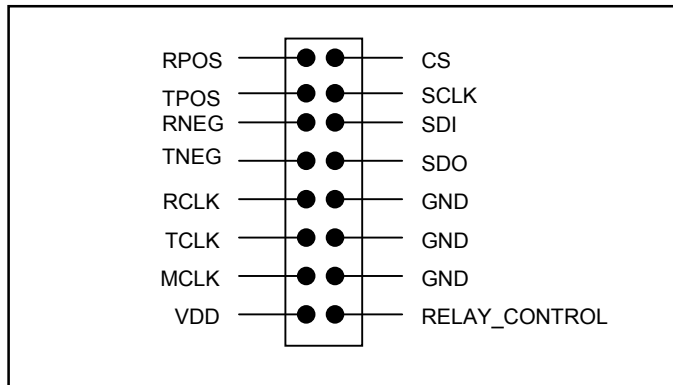 RPOS CS
TPOS SCLK
RNEG SDI
TNEG SDO
RCLK GND
TCLK GND
MCLK GND
VDD RELAY_CONTROL